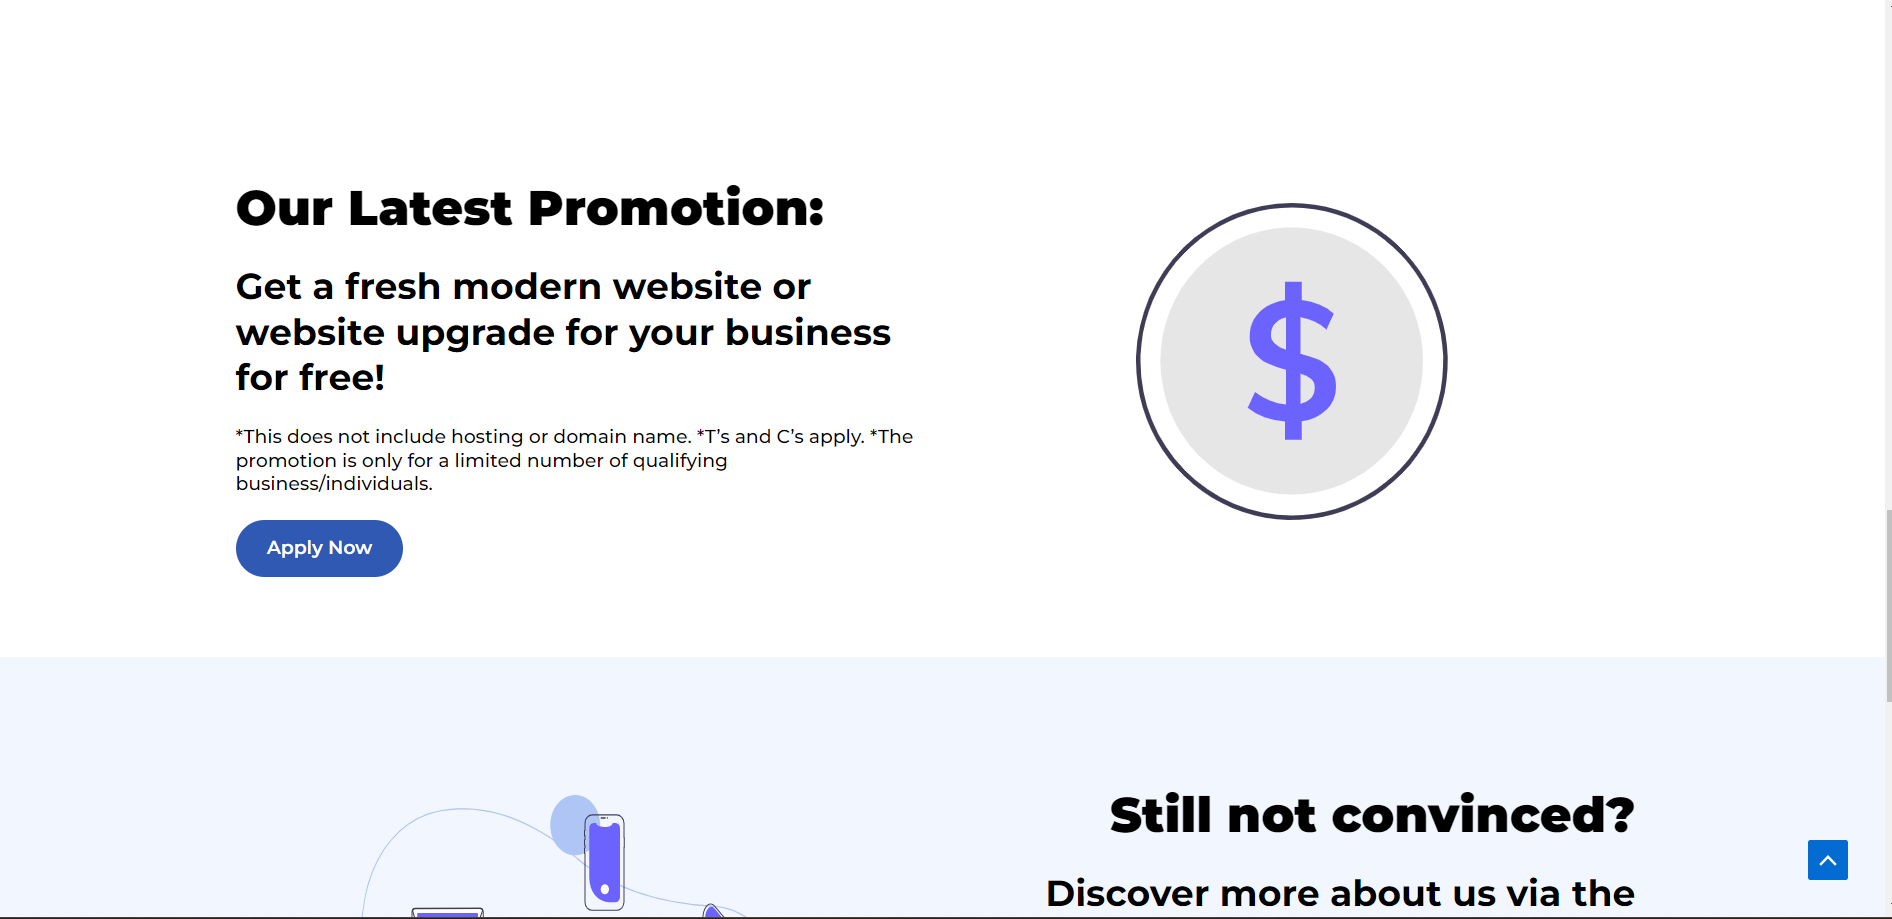 Our Latest Promotion:
Get a fresh modern website or
website upgrade for your business
for free!
*This does not include hosting or domain name. *T’s and C’s apply. *The
promotion is only for a limited number of qualifying
business/individuals.
Apply Now
$
Still not convinced?
Discover more about us via the